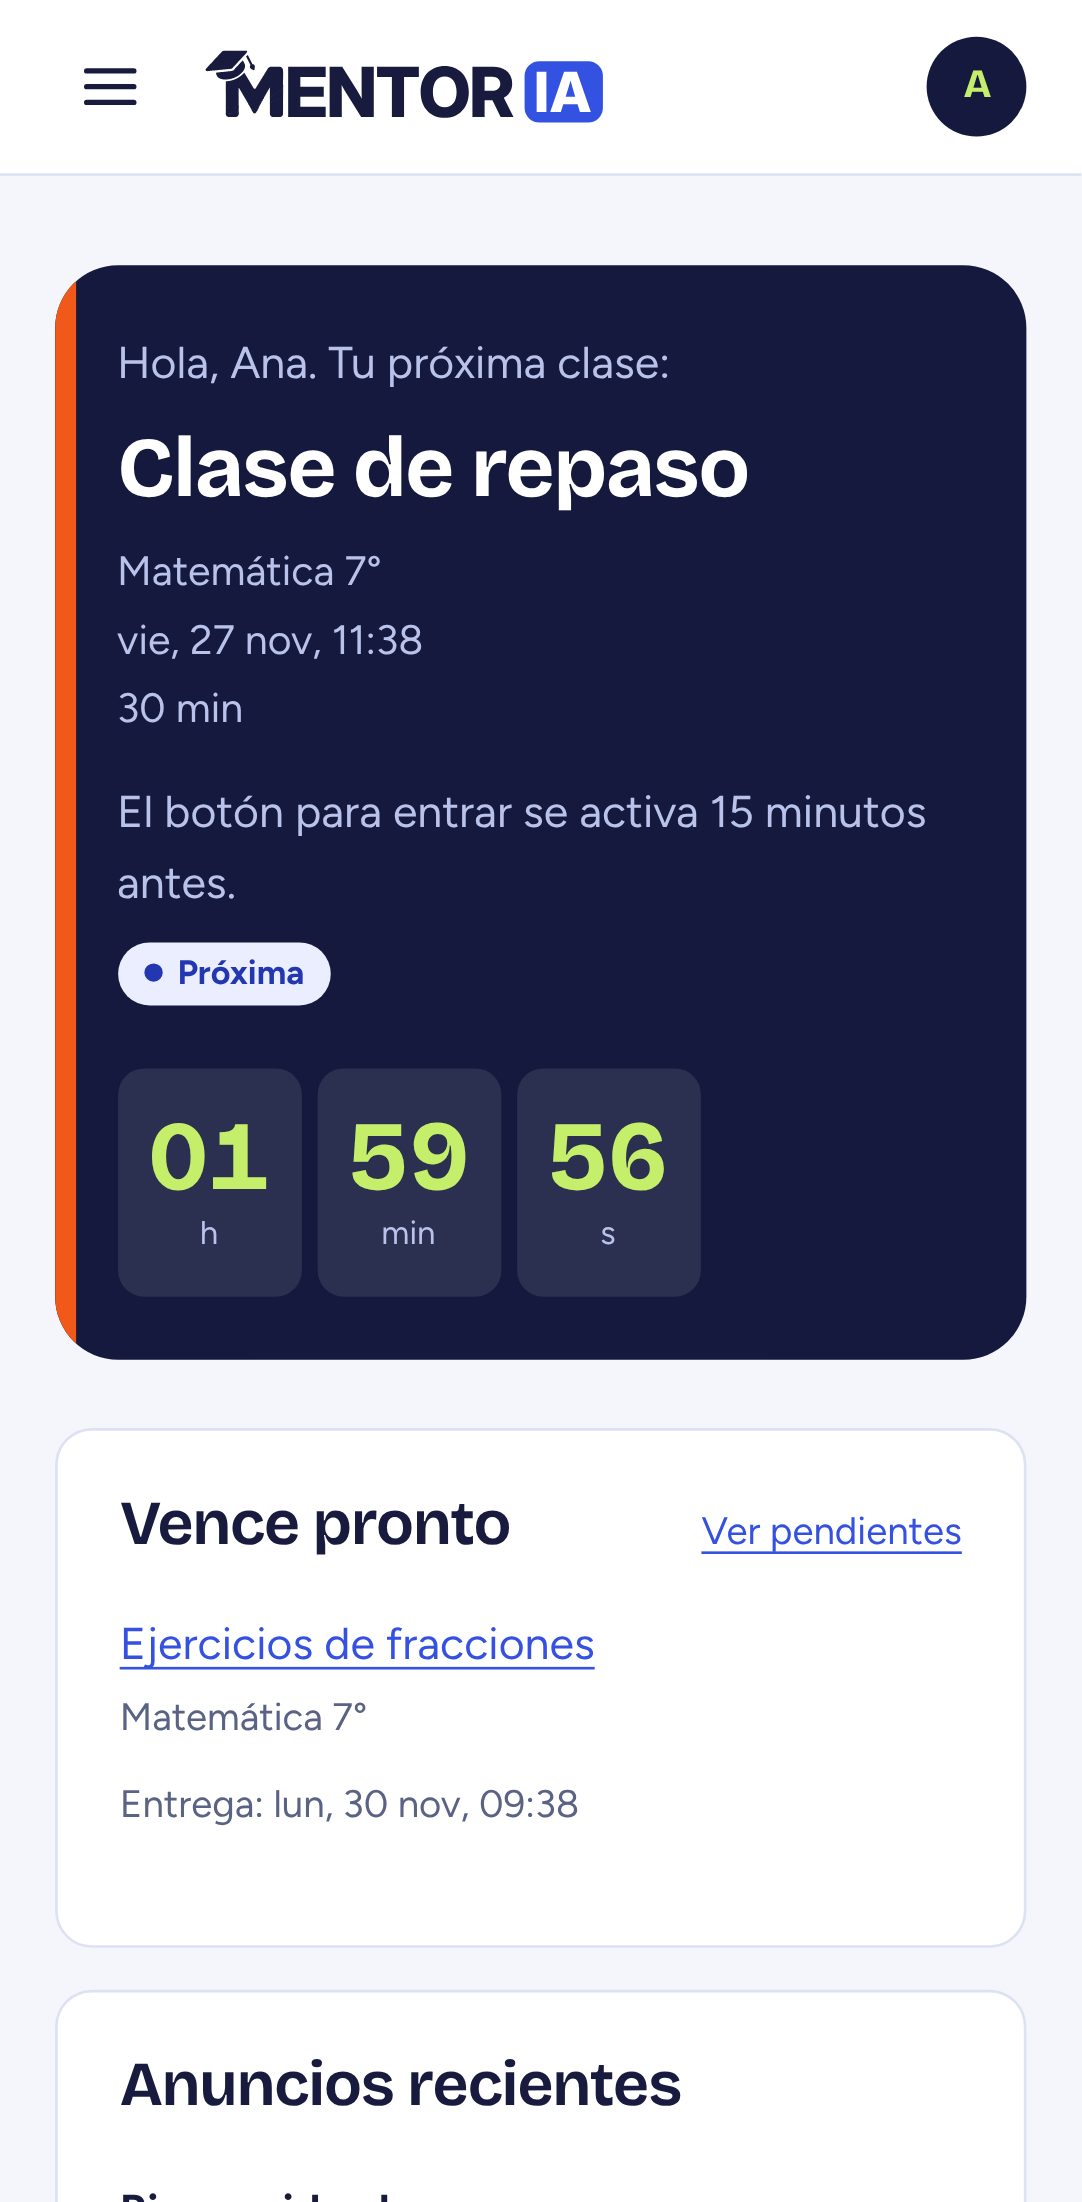 MENTOR IA
A
Hola, Ana. Tu próxima clase:
Clase de repaso
Matemática 7°
vie, 27 nov, 11:38
30 min
El botón para entrar se activa 15 minutos
antes.
Próxima
01 59 56
h min s
Vence pronto
Ver pendientes
Ejercicios de fracciones
Matemática 7°
Entrega: lun, 30 nov, 09:38
Anuncios recientes